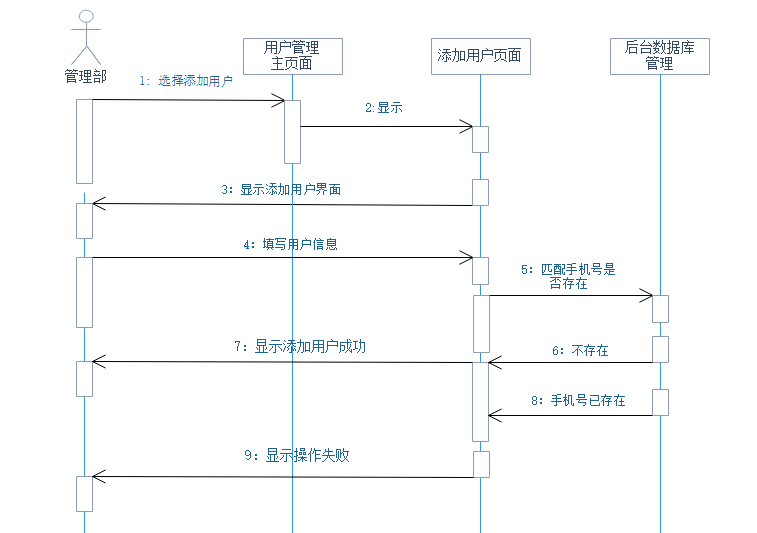 管理部
用户管理
主页面
添加用户页面
后台数据库
管理
1: 选择添加用户
2:显示
3: 显示添加用户界面
4: 填写用户信息
5: 匹配手机号是
否存在
6: 不存在
7: 显示添加用户成功
8: 手机号已存在
9: 显示操作失败